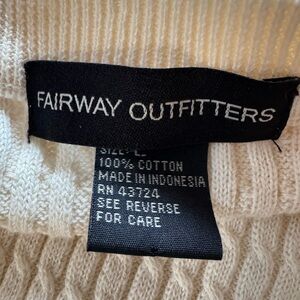 FAIRWAY OUTFITTERS
SIZE: L
100% COTTON
MADE IN INDONESIA
RN 43724
SEE REVERSE
FOR CARE